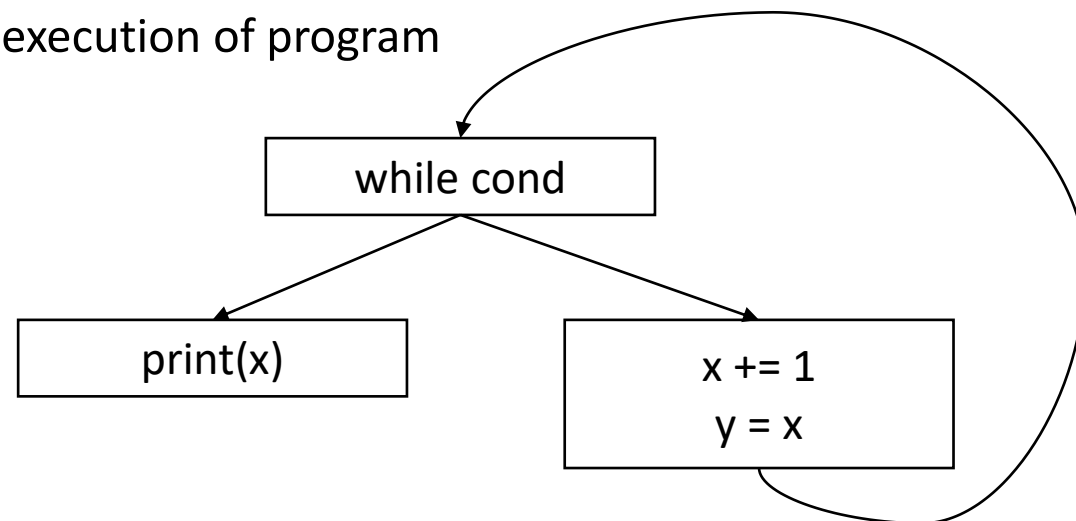 execution of program
while cond
print(x)
x += 1
y = x